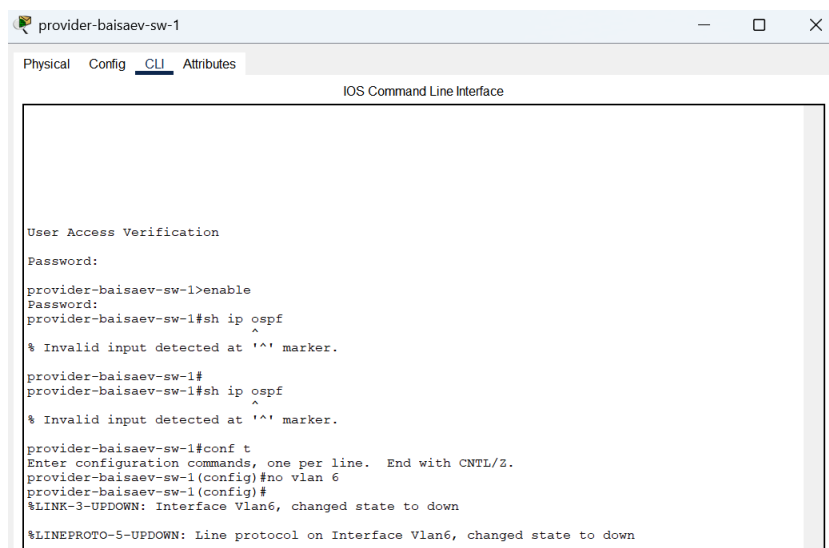 provider-baisaev-sw-1
Physical Config CLI Attributes
IOS Command Line Interface
User Access Verification
Password:
provider-baisaev-sw-1>enable
Password:
provider-baisaev-sw-1#sh ip ospf
^
% Invalid input detected at '^' marker.
provider-baisaev-sw-1#
provider-baisaev-sw-1#sh ip ospf
^
% Invalid input detected at '^' marker.
provider-baisaev-sw-1#conf t
Enter configuration commands, one per line.  End with CNTL/Z.
provider-baisaev-sw-1(config)#no vlan 6
provider-baisaev-sw-1(config)#
%LINK-3-UPDOWN: Interface Vlan6, changed state to down
%LINEPROTO-5-UPDOWN: Line protocol on Interface Vlan6, changed state to down